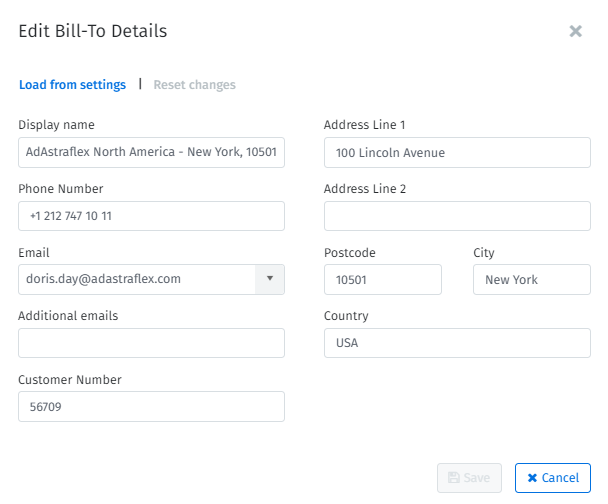 Edit Bill-To Details
Load from settings | Reset changes
Display name
AdAstraflex North America - New York, 10501
Phone Number
+1 212 747 10 11
Email
doris.day@adastraflex.com
Additional emails
Customer Number
56709
Address Line 1
100 Lincoln Avenue
Address Line 2
Postcode City
10501 New York
Country
USA
Save Cancel